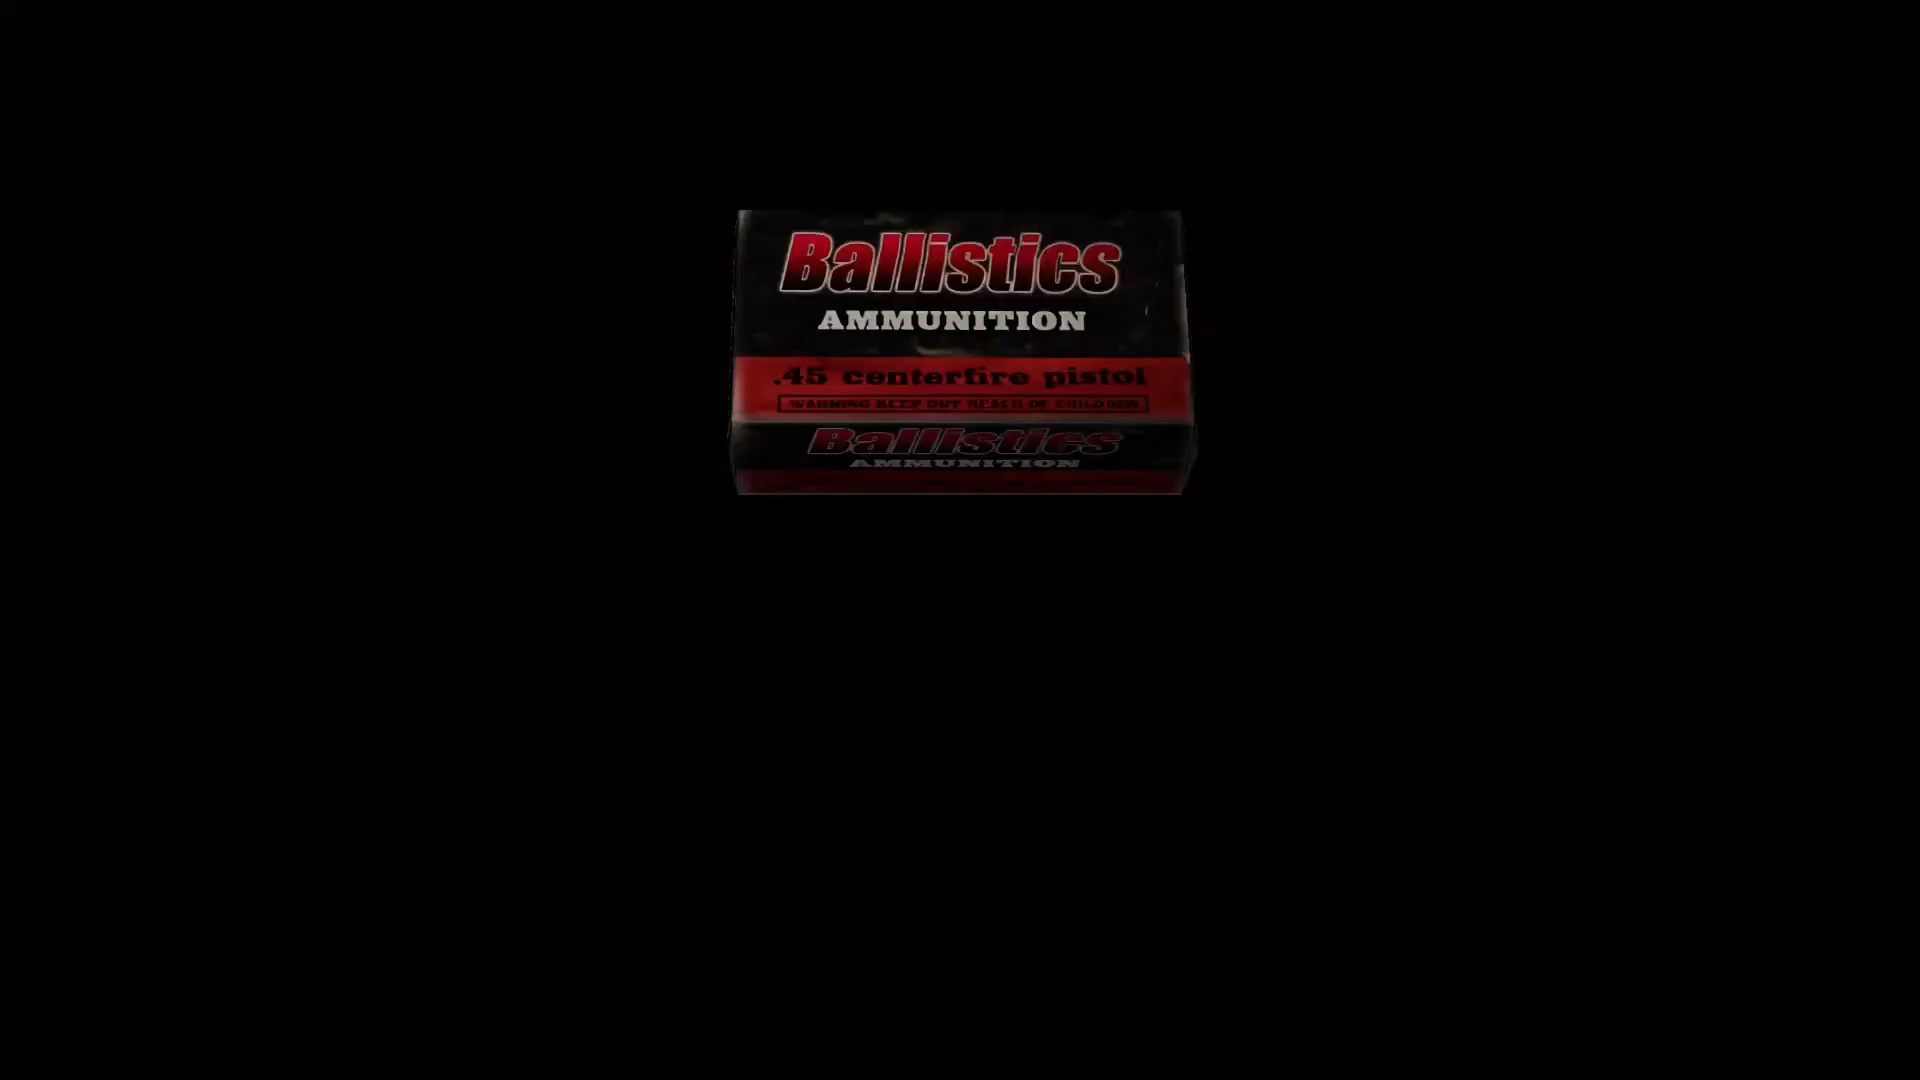 Ballistics
AMMUNITION
.45 centerfire pistol
WARNING KEEP OUT REACH OF CHILDREN
Ballistics
AMMUNITION